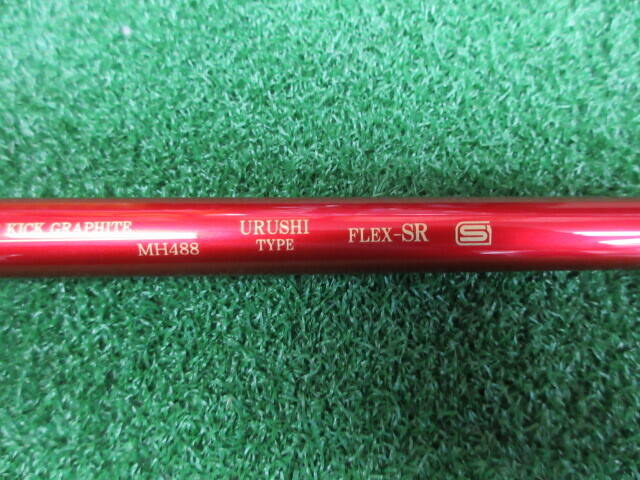 KICK GRAPHITE
MH488
URUSHI
TYPE
FLEX-SR